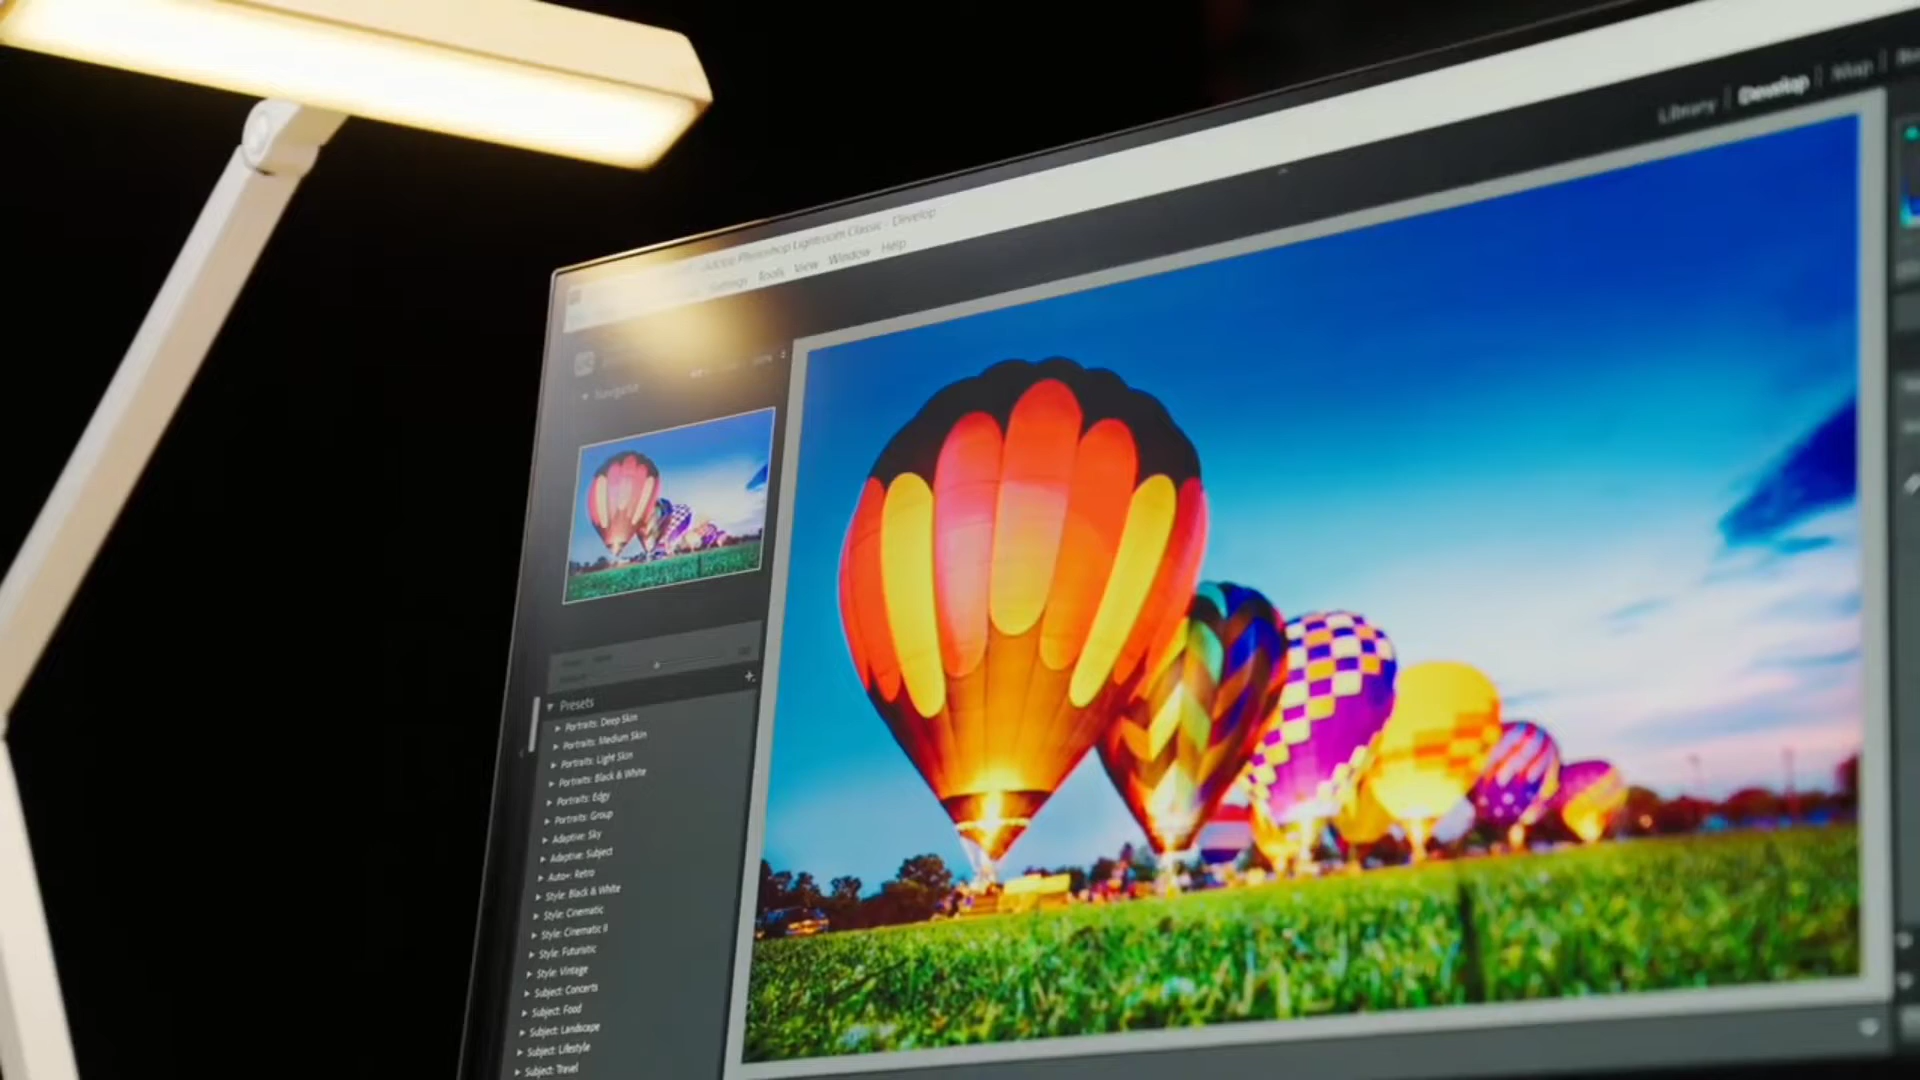 Adobe Photoshop Lightroom Classic - Develop
Settings Tools View Window Help
Library | Develop | Map |
Navigator
Presets
Portraits: Deep Skin
Portraits: Medium Skin
Portraits: Light Skin
Portraits: Black & White
Portraits: Edgy
Portraits: Group
Adaptive: Sky
Adaptive: Subject
Auto+: Retro
Style: Black & White
Style: Cinematic
Style: Cinematic II
Style: Futuristic
Style: Vintage
Subject: Concerts
Subject: Food
Subject: Landscape
Subject: Lifestyle
Subject: Travel